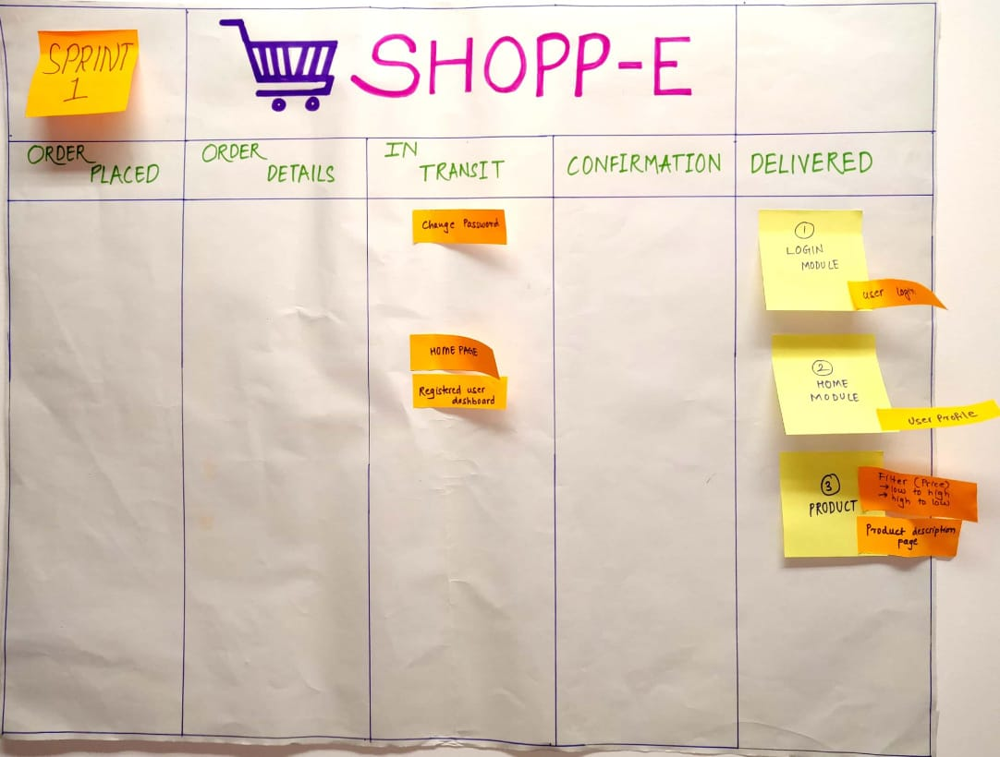 SPRINT
1
SHOPP-E
ORDER
PLACED
ORDER
DETAILS
IN
TRANSIT
CONFIRMATION
DELIVERED
Change Password
HOME PAGE
Registered user
dashboard
1
LOGIN
MODULE
user login
2
HOME
MODULE
User Profile
3
PRODUCT
Filter (Price)
→ low to high
→ high to low
Product description
page